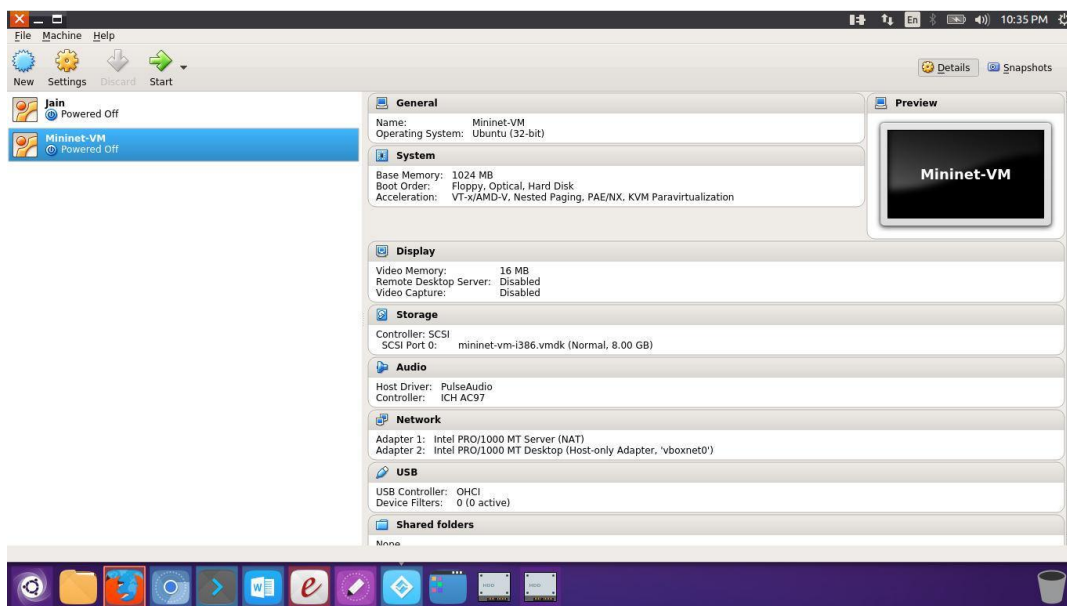 En 10:35 PM
File Machine Help
New Settings Discard Start
Details Snapshots
Jain
Powered Off
Mininet-VM
Powered Off
General
Name: Mininet-VM
Operating System: Ubuntu (32-bit)
System
Base Memory: 1024 MB
Boot Order: Floppy, Optical, Hard Disk
Acceleration: VT-x/AMD-V, Nested Paging, PAE/NX, KVM Paravirtualization
Preview
Mininet-VM
Display
Video Memory: 16 MB
Remote Desktop Server: Disabled
Video Capture: Disabled
Storage
Controller: SCSI
SCSI Port 0: mininet-vm-i386.vmdk (Normal, 8.00 GB)
Audio
Host Driver: PulseAudio
Controller: ICH AC97
Network
Adapter 1: Intel PRO/1000 MT Server (NAT)
Adapter 2: Intel PRO/1000 MT Desktop (Host-only Adapter, 'vboxnet0')
USB
USB Controller: OHCI
Device Filters: 0 (0 active)
Shared folders
None